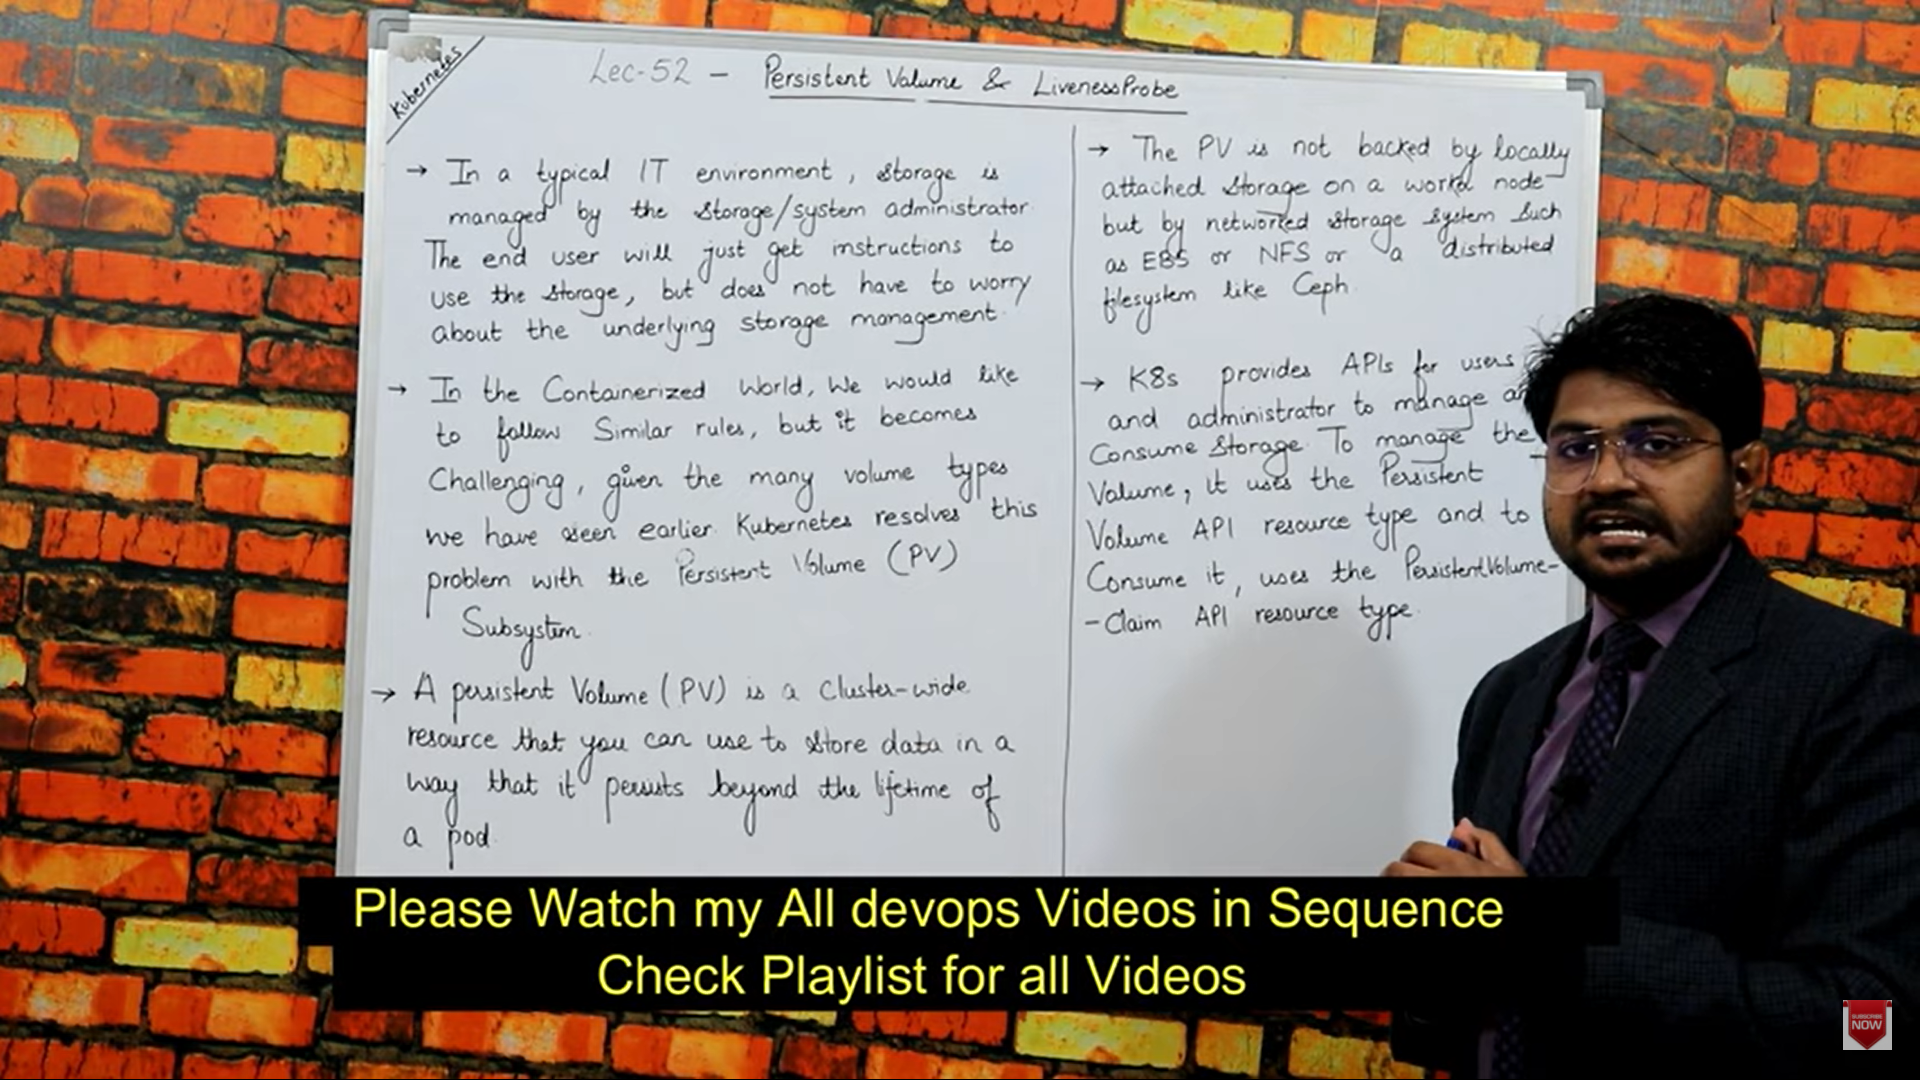 Kubernetes
Lec-52 - Persistent Volume & LivenessProbe
→ In a typical IT environment, storage is
managed by the storage/system administrator
The end user will just get instructions to
use the storage, but does not have to worry
about the underlying storage management.
→ In the Containerized World, We would like
to follow Similar rules, but it becomes
Challenging, given the many volume types
we have seen earlier. Kubernetes resolves this
problem with the Persistent Volume (PV)
Subsystem.
→ A persistent Volume (PV) is a cluster-wide
resource that you can use to store data in a
way that it persists beyond the lifetime of
a pod.
→ The PV is not backed by locally
attached storage on a node
but by networked storage system such
as EBS or NFS or a distributed
filesystem like Ceph.
→ K8s provides APIs for users
and administrator to manage
Consume Storage. To manage the
Volume, it uses the Persistent
Volume API resource type and to
Consume it, uses the PersistentVolume-
-Claim API resource type.
Please Watch my All devops Videos in Sequence
Check Playlist for all Videos
SUBSCRIBE
NOW